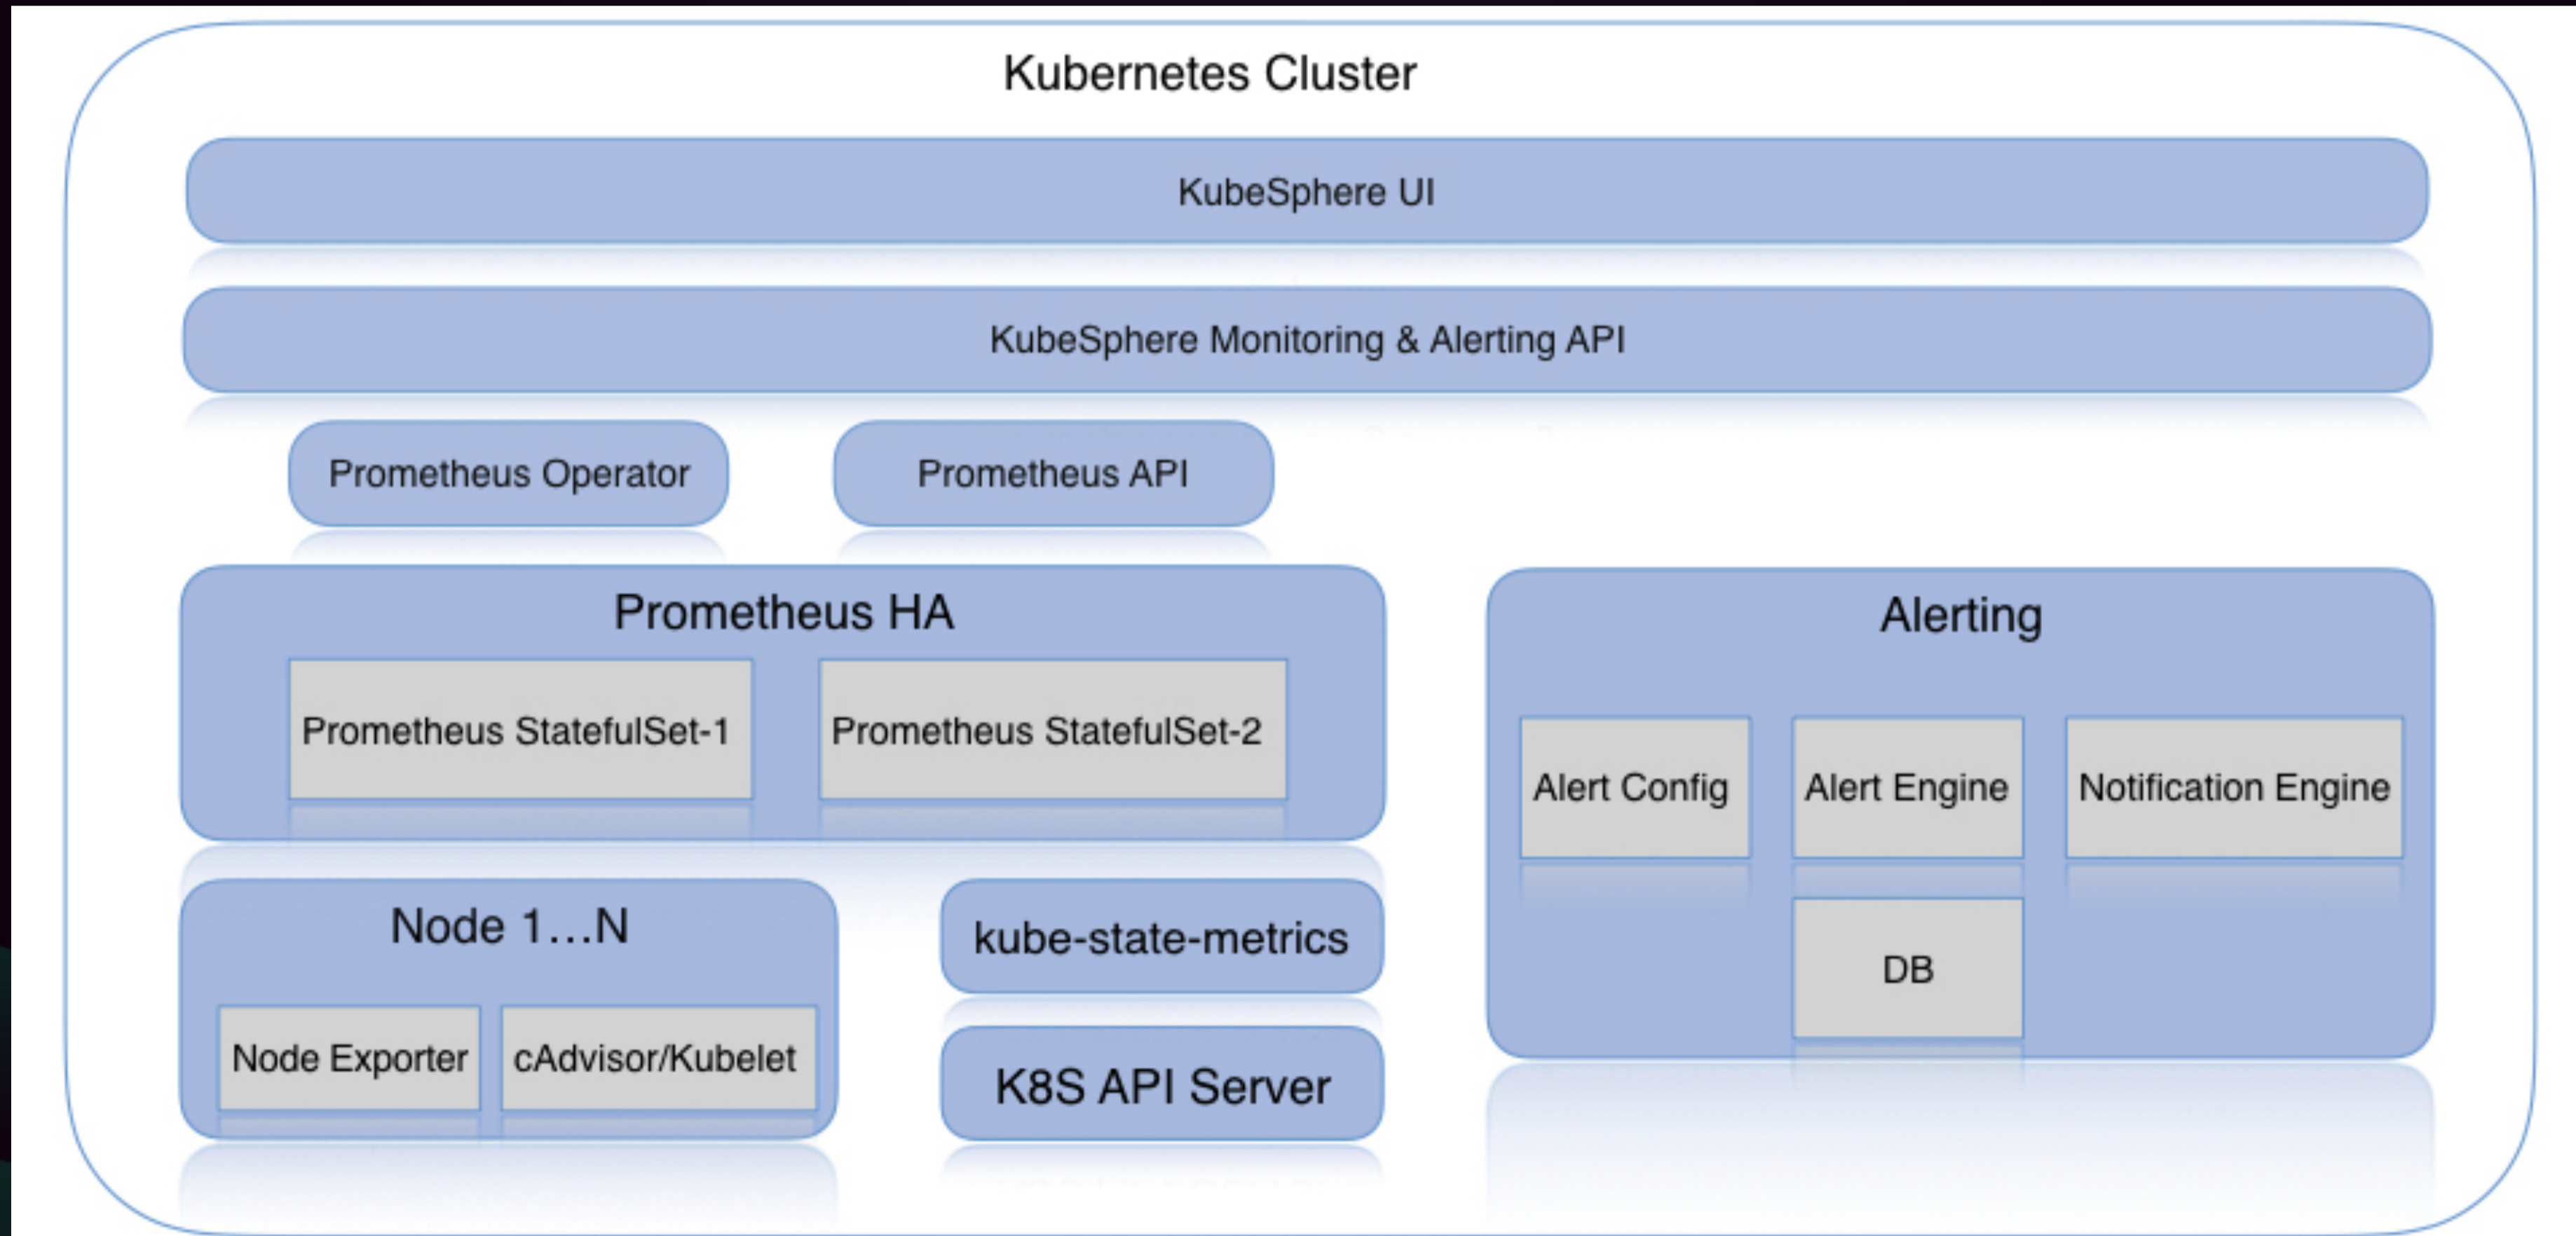 Kubernetes Cluster
KubeSphere UI
KubeSphere Monitoring & Alerting API
Prometheus Operator
Prometheus API
Prometheus HA
Prometheus StatefulSet-1
Prometheus StatefulSet-2
Alerting
Alert Config
Alert Engine
Notification Engine
DB
Node 1...N
Node Exporter
cAdvisor/Kubelet
kube-state-metrics
K8S API Server